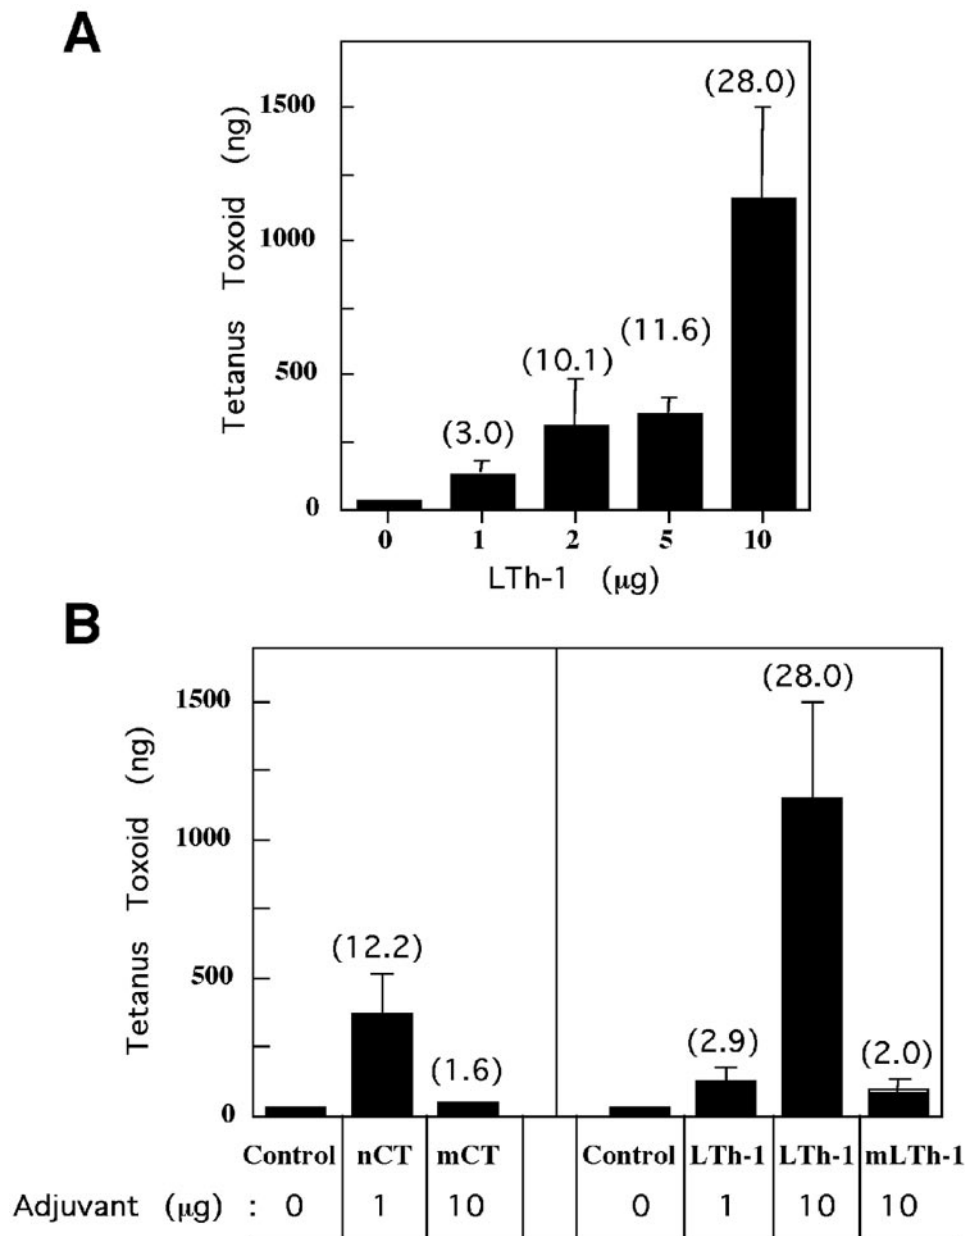 A
Tetanus Toxoid (ng)
1500
1000
500
0
(3.0)
(10.1)
(11.6)
(28.0)
0 1 2 5 10
LTh-1 (μg)
B
Tetanus Toxoid (ng)
1500
1000
500
0
(12.2)
(1.6)
(2.9)
(28.0)
(2.0)
Control nCT mCT Control LTh-1 LTh-1 mLTh-1
Adjuvant (μg) : 0 1 10 0 1 10 10